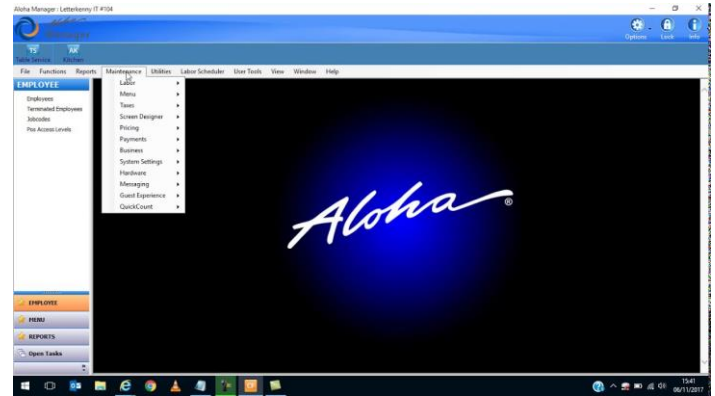 Aloha Manager : Letterkenny IT #104
Manager
Options Lock Info
TS AK
Table Service Kitchen
File Functions Reports Maintenance Utilities Labor Scheduler User Tools View Window Help
EMPLOYEE
Employees
Terminated Employees
Jobcodes
Pos Access Levels
Labor
Menu
Taxes
Screen Designer
Pricing
Payments
Business
System Settings
Hardware
Messaging
Guest Experience
QuickCount
Aloha®
EMPLOYEE
MENU
REPORTS
Open Tasks
15:41
06/11/2017